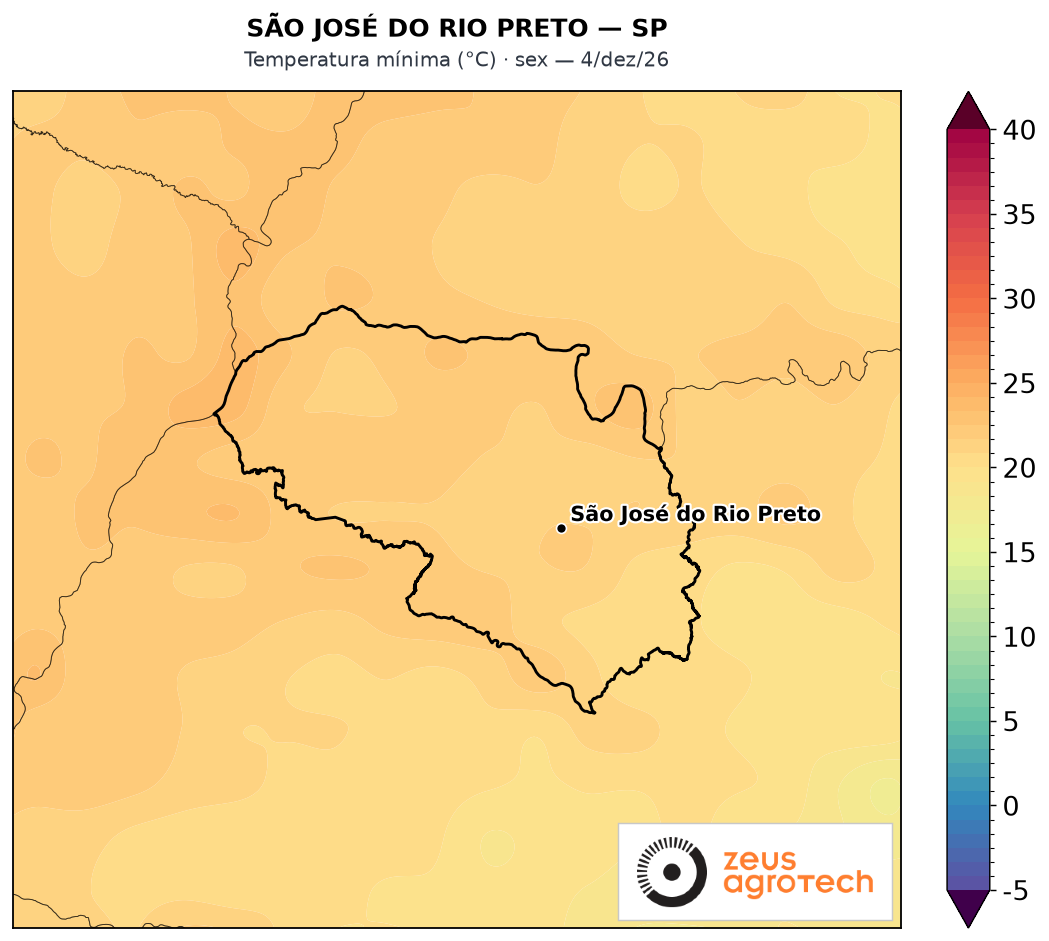 SÃO JOSÉ DO RIO PRETO — SP
Temperatura mínima (°C) · sex — 4/dez/26
40
35
30
25
20
15
10
5
0
-5
São José do Rio Preto
zeus
agrotech